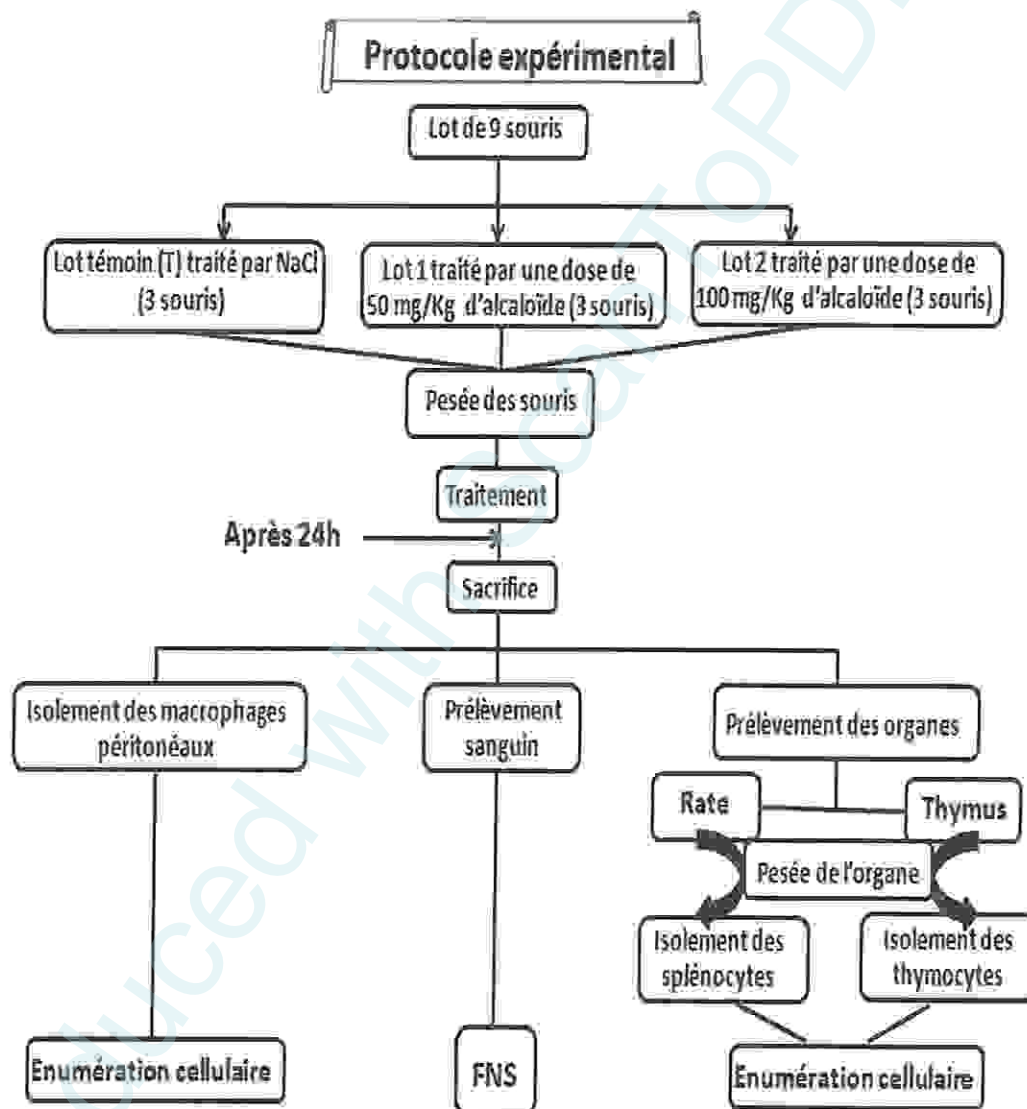 Protocole expérimental
Lot de 9 souris
Lot témoin (T) traité par NaCl
(3 souris)
Lot 1 traité par une dose de
50 mg/Kg d'alcaloïde (3 souris)
Lot 2 traité par une dose de
100 mg/Kg d'alcaloïde (3 souris)
Pesée des souris
Traitement
Après 24h
Sacrifice
Isolement des macrophages
péritonéaux
Prélèvement
sanguin
Prélèvement des organes
Rate
Thymus
Pesée de l'organe
Isolement des
splénocytes
Isolement des
thymocytes
Enumération cellulaire
FNS
Enumération cellulaire
duced with ScanToPD